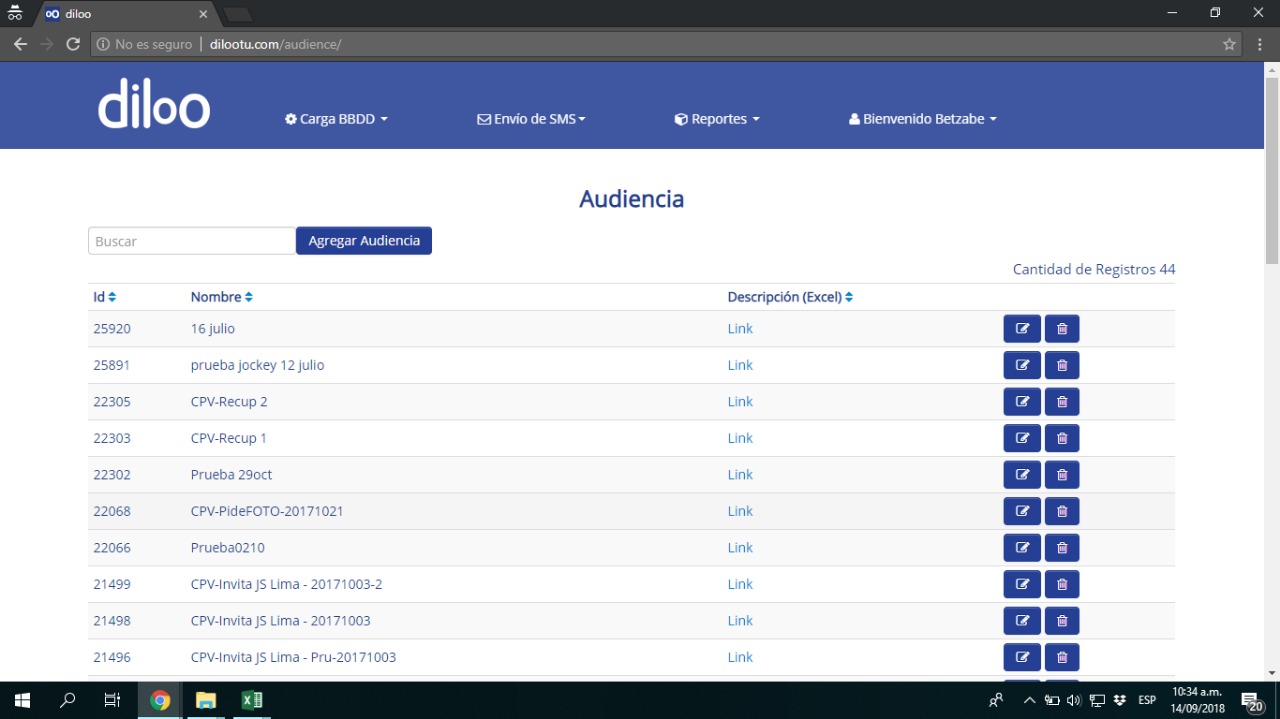 diloo
No es seguro | dilootu.com/audience/
diloo
Carga BBDD
Envío de SMS
Reportes
Bienvenido Betzabe
Audiencia
Buscar
Agregar Audiencia
Cantidad de Registros 44
Id Nombre Descripción (Excel)
25920 16 julio Link
25891 prueba jockey 12 julio Link
22305 CPV-Recup 2 Link
22303 CPV-Recup 1 Link
22302 Prueba 29oct Link
22068 CPV-PideFOTO-20171021 Link
22066 Prueba0210 Link
21499 CPV-Invita JS Lima - 20171003-2 Link
21498 CPV-Invita JS Lima - 20171003 Link
21496 CPV-Invita JS Lima - Pru-20171003 Link
ESP
10:34 a.m.
14/09/2018
20